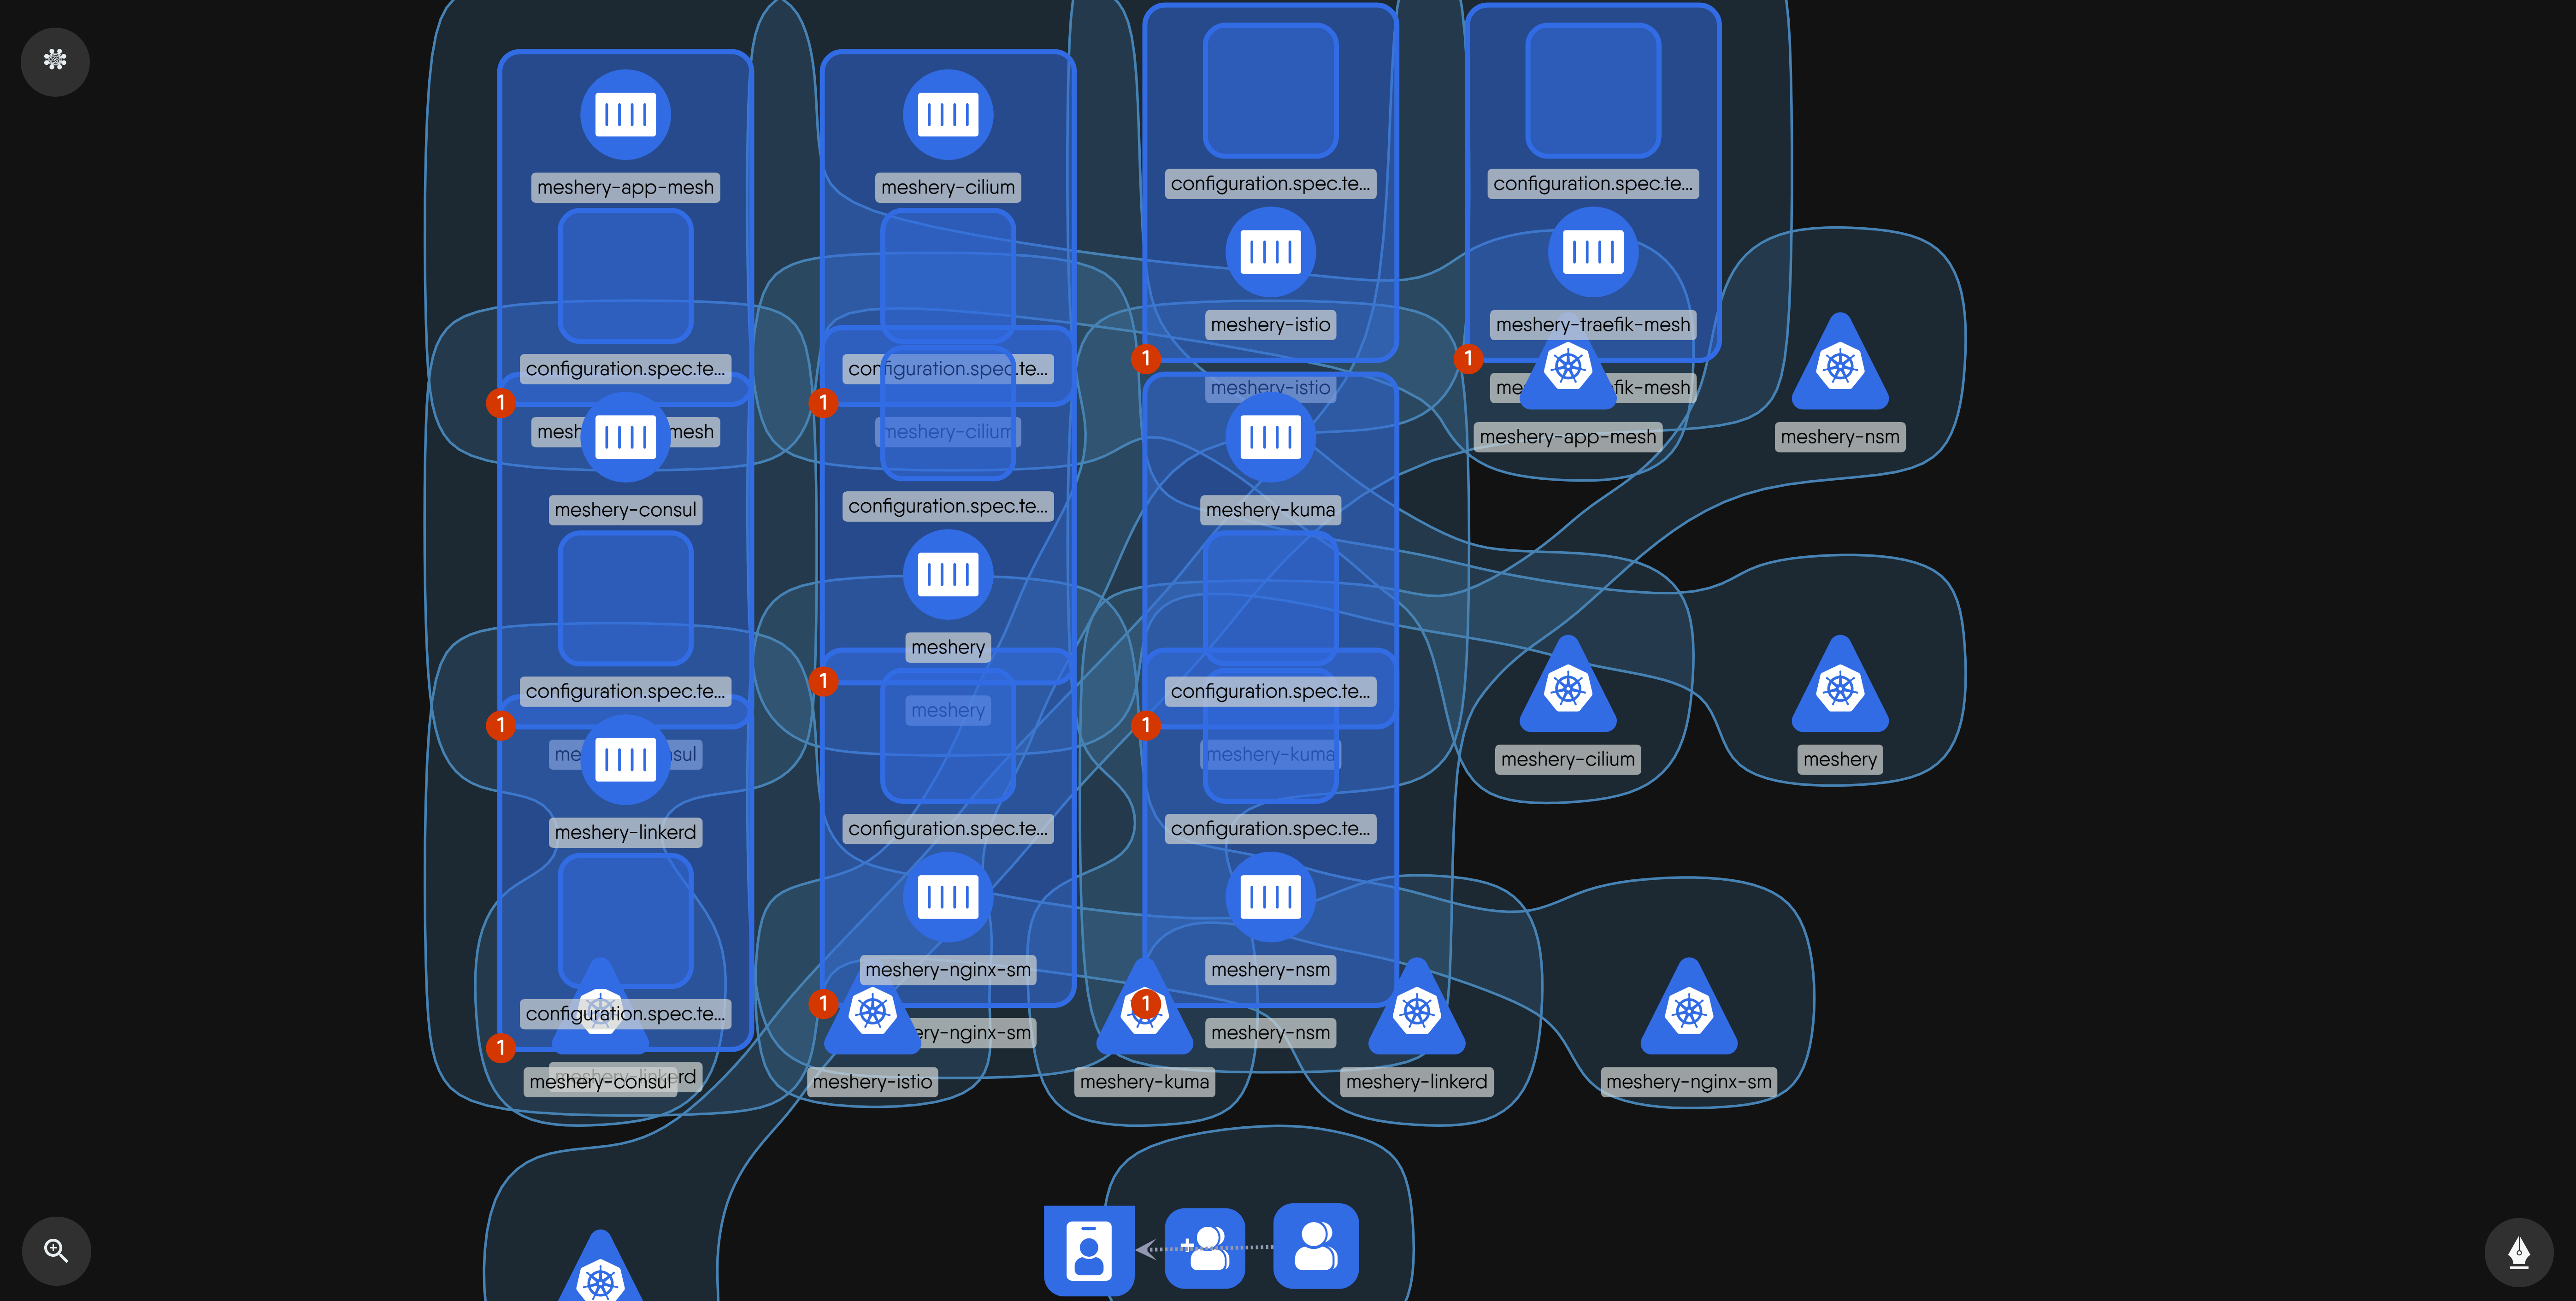 meshery-app-mesh
meshery-cilium
configuration.spec.te...
configuration.spec.te...
meshery-istio
meshery-traefik-mesh
configuration.spec.te...
configuration.spec.te...
1
1
1
1
meshery-istio
me
fik-mesh
mesh
mesh
meshery-cilium
meshery-app-mesh
meshery-nsm
meshery-consul
configuration.spec.te...
meshery-kuma
meshery
configuration.spec.te...
configuration.spec.te...
1
1
1
meshery
me
sul
meshery-kuma
meshery-cilium
meshery
meshery-linkerd
configuration.spec.te...
configuration.spec.te...
meshery-nginx-sm
meshery-nsm
configuration.spec.te...
1
1
1
ery-nginx-sm
meshery-nsm
meshery-linkerd
meshery-consul
meshery-istio
meshery-kuma
meshery-linkerd
meshery-nginx-sm